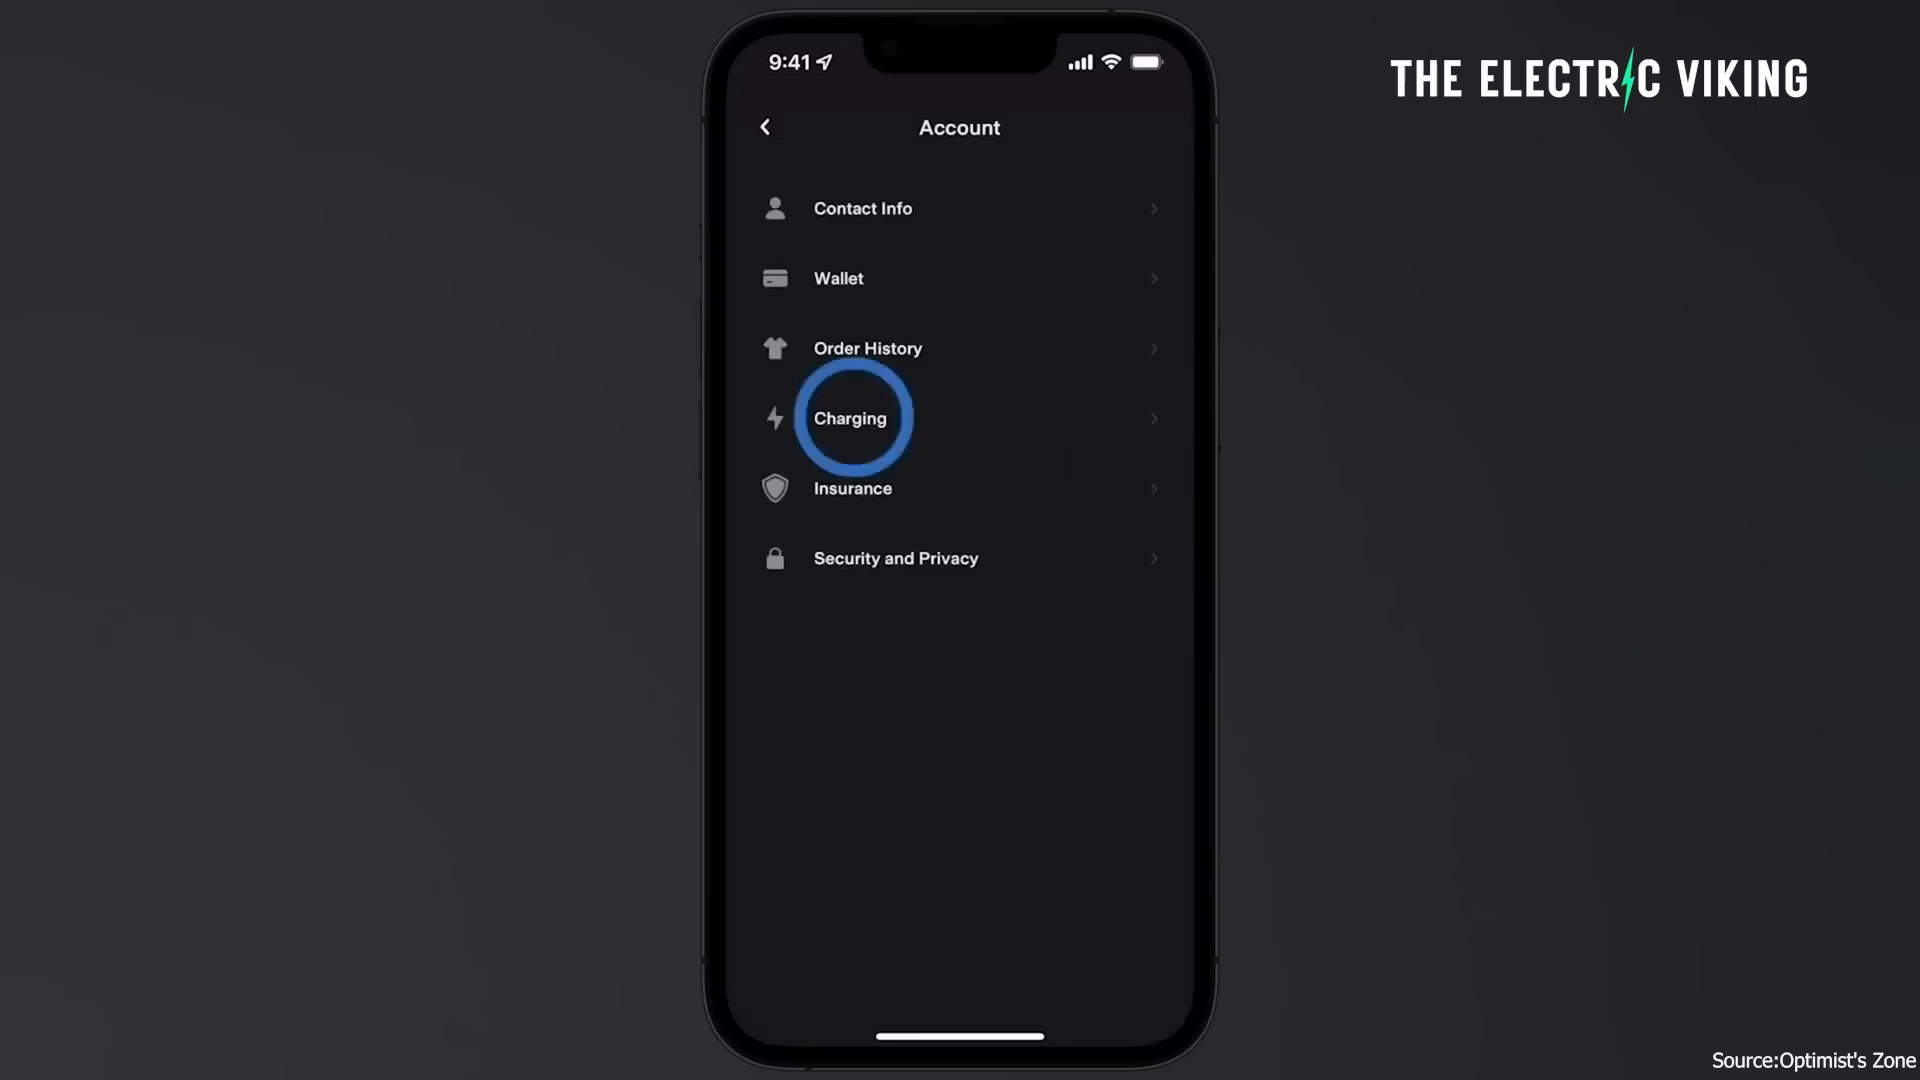 9:41
THE ELECTRIC VIKING
Account
Contact Info
Wallet
Order History
Charging
Insurance
Security and Privacy
Source:Optimist's Zone